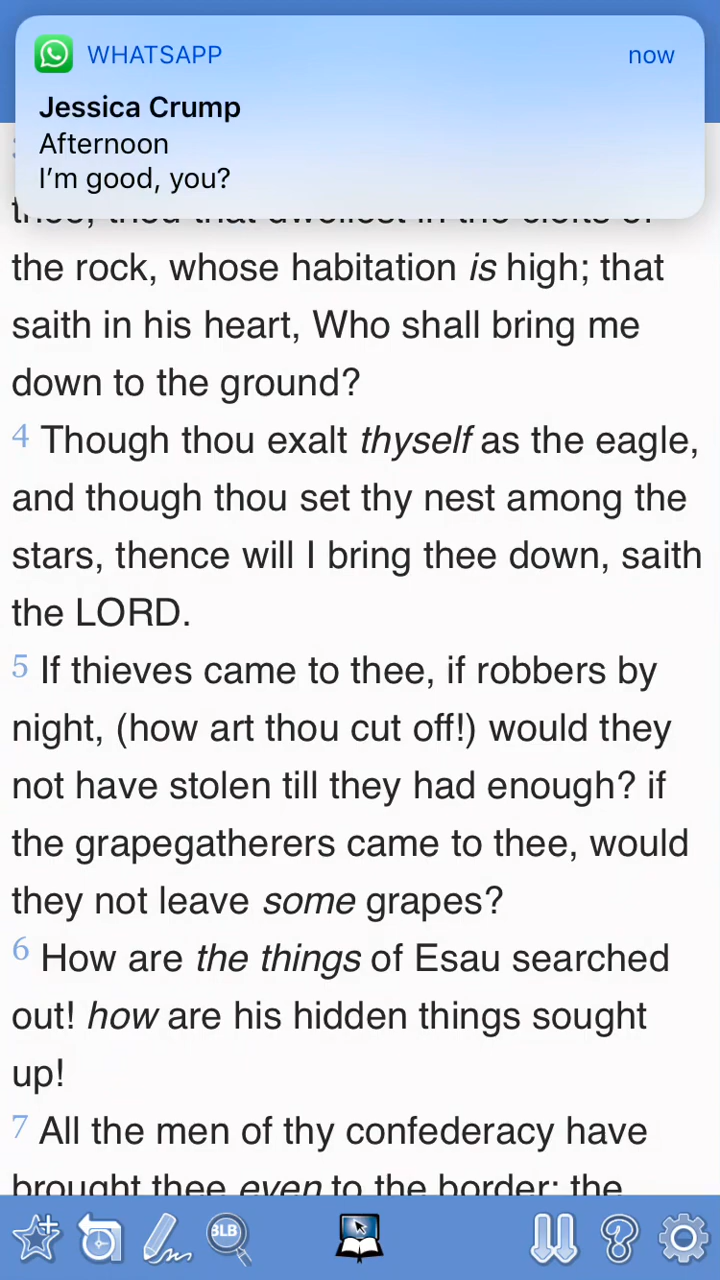 WHATSAPP now
Jessica Crump
Afternoon
I'm good, you?
the rock, whose habitation is high; that
saith in his heart, Who shall bring me
down to the ground?
4 Though thou exalt thyself as the eagle,
and though thou set thy nest among the
stars, thence will I bring thee down, saith
the LORD.
5 If thieves came to thee, if robbers by
night, (how art thou cut off!) would they
not have stolen till they had enough? if
the grapegatherers came to thee, would
they not leave some grapes?
6 How are the things of Esau searched
out! how are his hidden things sought
up!
7 All the men of thy confederacy have
brought thee even to the border: the
BLB